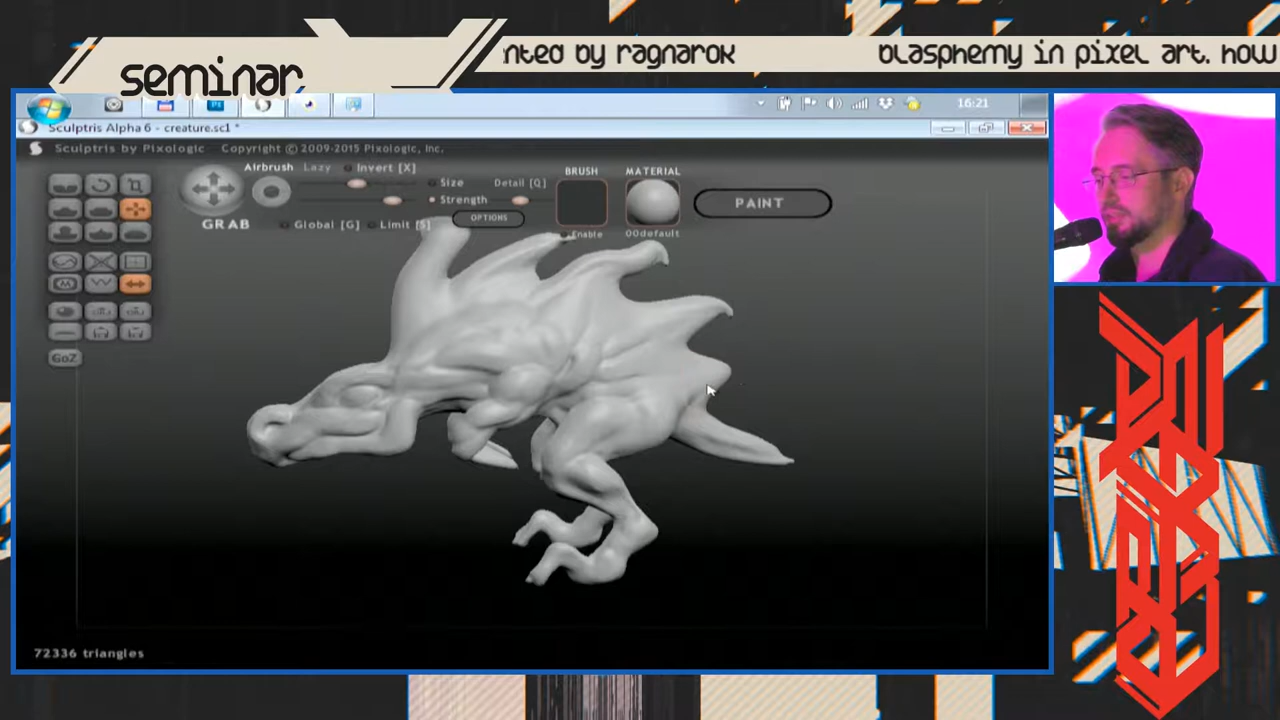 seminar
nted by ragnarok
blasphemy in pixel art. how
16:21
Sculptris Alpha 6 - creature.sc1 *
Sculptris by Pixologic Copyright © 2009-2015 Pixologic, Inc.
Airbrush Lazy Invert [X]
BRUSH
MATERIAL
Size
Detail [Q]
Strength
PAINT
GRAB
Global [G]
Limit [S]
OPTIONS
Enable
00default
GoZ
72336 triangles